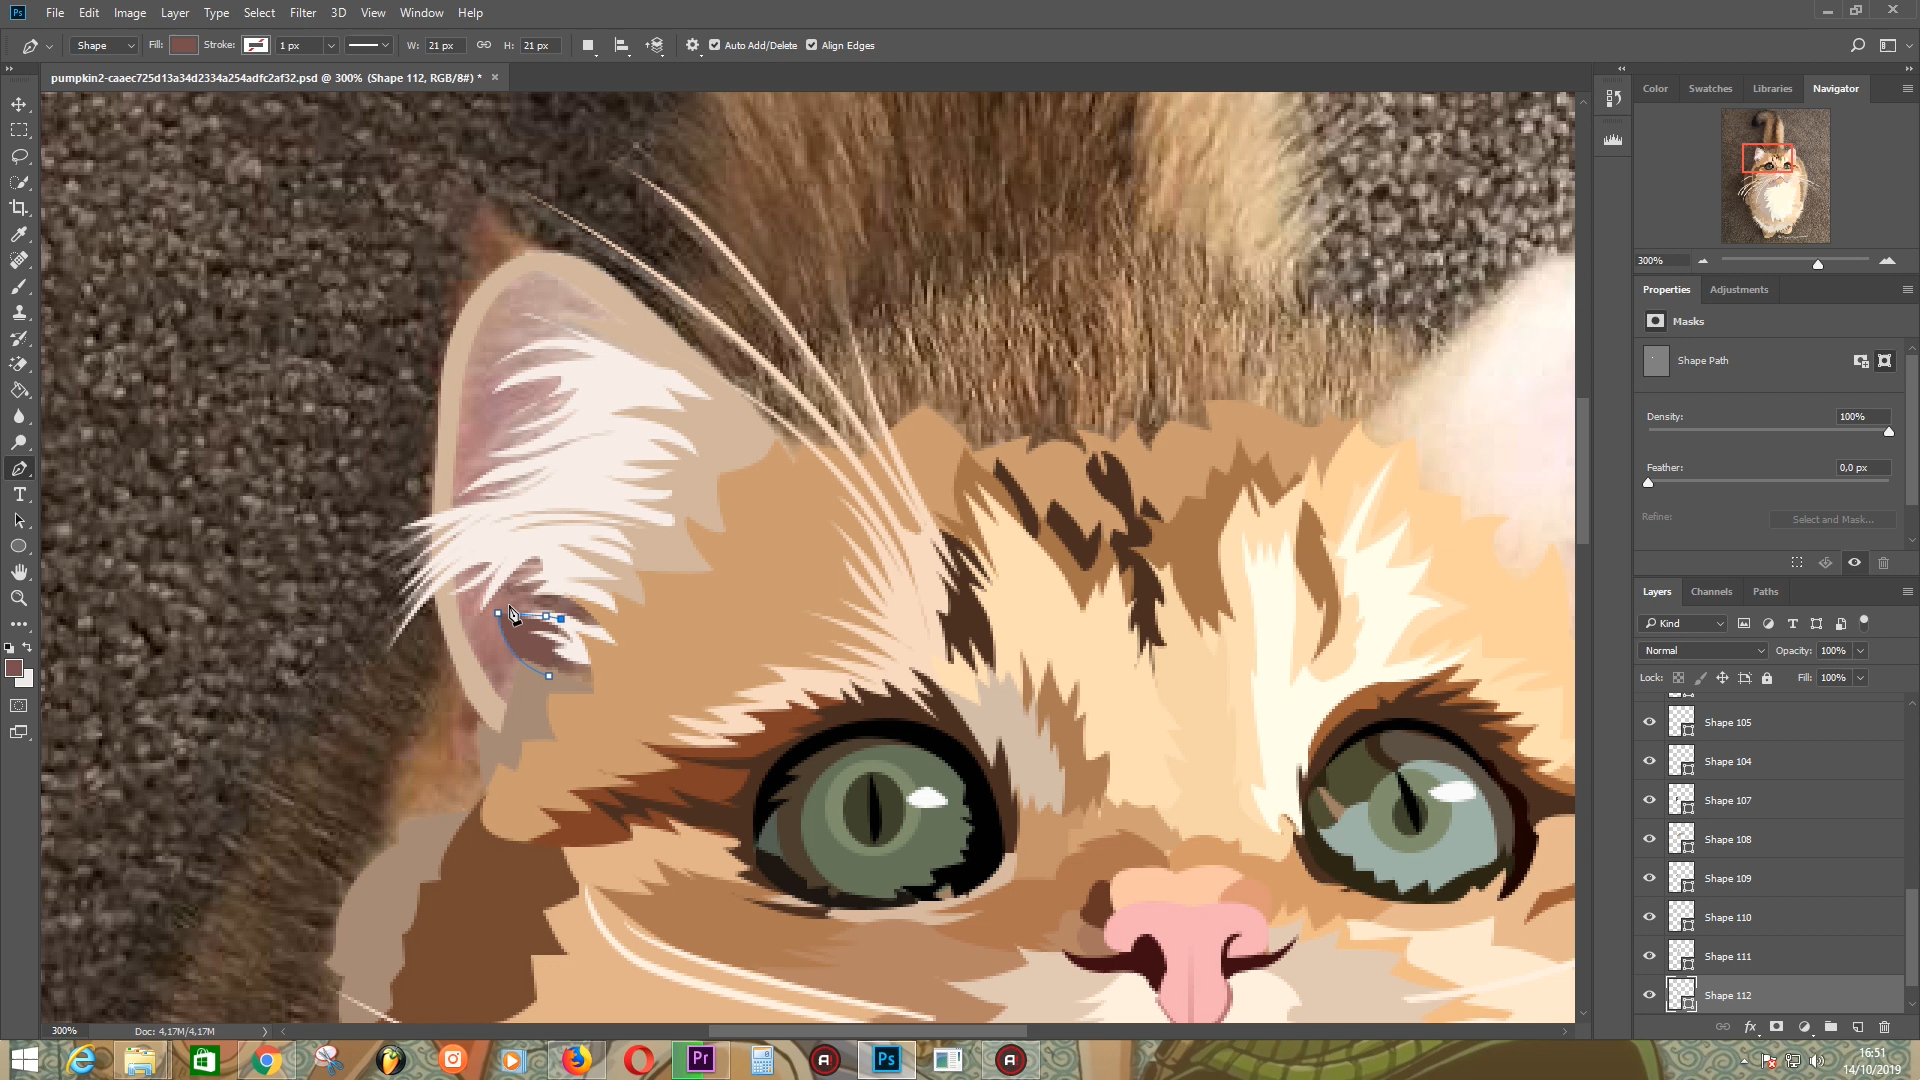 Ps File Edit Image Layer Type Select Filter 3D View Window Help
Shape Fill: Stroke: 1 px W: 21 px H: 21 px Auto Add/Delete Align Edges
pumpkin2-caaec725d13a34d2334a254adfc2af32.psd @ 300% (Shape 112, RGB/8#) *
Color Swatches Libraries Navigator
300%
Properties Adjustments
Masks
Shape Path
Density: 100%
Feather: 0,0 px
Refine: Select and Mask...
Layers Channels Paths
Kind
Normal Opacity: 100%
Lock: Fill: 100%
Shape 105
Shape 104
Shape 107
Shape 108
Shape 109
Shape 110
Shape 111
Shape 112
fx
300% Doc: 4,17M/4,17M
Pr Ps
16:51
14/10/2019